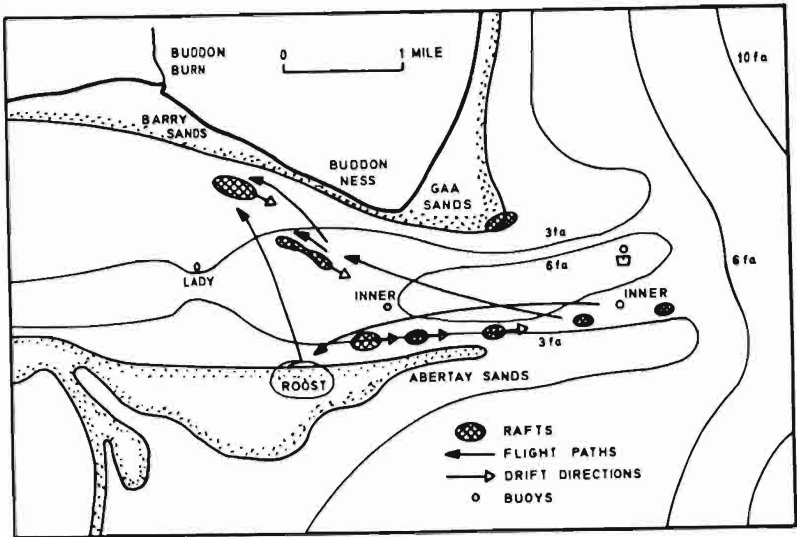 BUDDON
BURN
0 1 MILE
10 fa
BARRY
SANDS
BUDDON
NESS
GAA
SANDS
3 fa
6 fa
6 fa
LADY
INNER
INNER
3 fa
ROOST
ABERTAY SANDS
RAFTS
FLIGHT PATHS
DRIFT DIRECTIONS
BUOYS